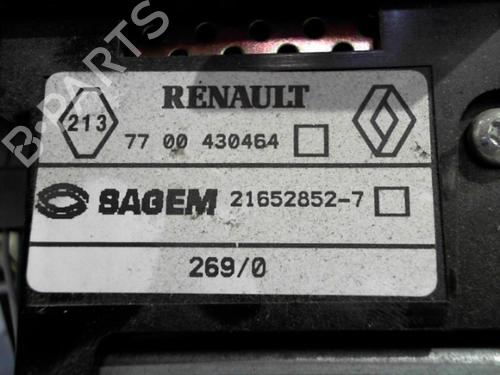 RENAULT
213
77 00 430464
SAGEM 21652852-7
269/0
B-PARTS